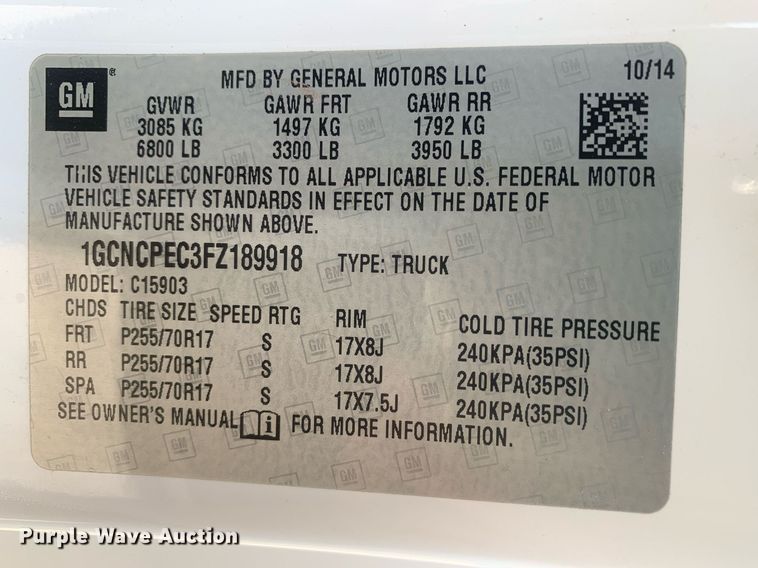 GM
MFD BY GENERAL MOTORS LLC 10/14
GVWR GAWR FRT GAWR RR
3085 KG 1497 KG 1792 KG
6800 LB 3300 LB 3950 LB
THIS VEHICLE CONFORMS TO ALL APPLICABLE U.S. FEDERAL MOTOR
VEHICLE SAFETY STANDARDS IN EFFECT ON THE DATE OF
MANUFACTURE SHOWN ABOVE.
1GCNCPEC3FZ189918 TYPE: TRUCK
MODEL: C15903
CHDS TIRE SIZE SPEED RTG RIM COLD TIRE PRESSURE
FRT P255/70R17 S 17X8J 240KPA(35PSI)
RR P255/70R17 S 17X8J 240KPA(35PSI)
SPA P255/70R17 S 17X7.5J 240KPA(35PSI)
SEE OWNER'S MANUAL i FOR MORE INFORMATION.
Purple Wave Auction